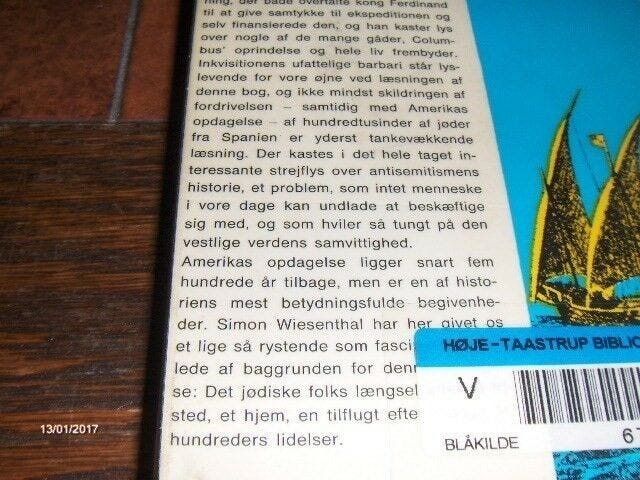 ning, der både overtalte kong Ferdinand
til at give samtykke til ekspeditionen og
selv finansierede den, og han kaster lys
over nogle af de mange gåder, Colum-
bus' oprindelse og hele liv frembyder.
Inkvisitionens ufattelige barbari står lys-
levende for vore øjne ved læsningen af
denne bog, og ikke mindst skildringen af
fordrivelsen – samtidig med Amerikas
opdagelse – af hundredtusinder af jøder
fra Spanien er yderst tankevækkende
læsning. Der kastes i det hele taget in-
teressante strejflys over antisemitismens
historie, et problem, som intet menneske
i vore dage kan undlade at beskæftige
sig med, og som hviler så tungt på den
vestlige verdens samvittighed.
Amerikas opdagelse ligger snart fem
hundrede år tilbage, men er en af histo-
riens mest betydningsfulde begivenhe-
der. Simon Wiesenthal har her givet os
et lige så rystende som fasci
lede af baggrunden for den
se: Det jødiske folks længsel
sted, et hjem, en tilflugt efte
hundreders lidelser.
HØJE-TAASTRUP BIBLIO
V
BLÅKILDE
6
13/01/2017